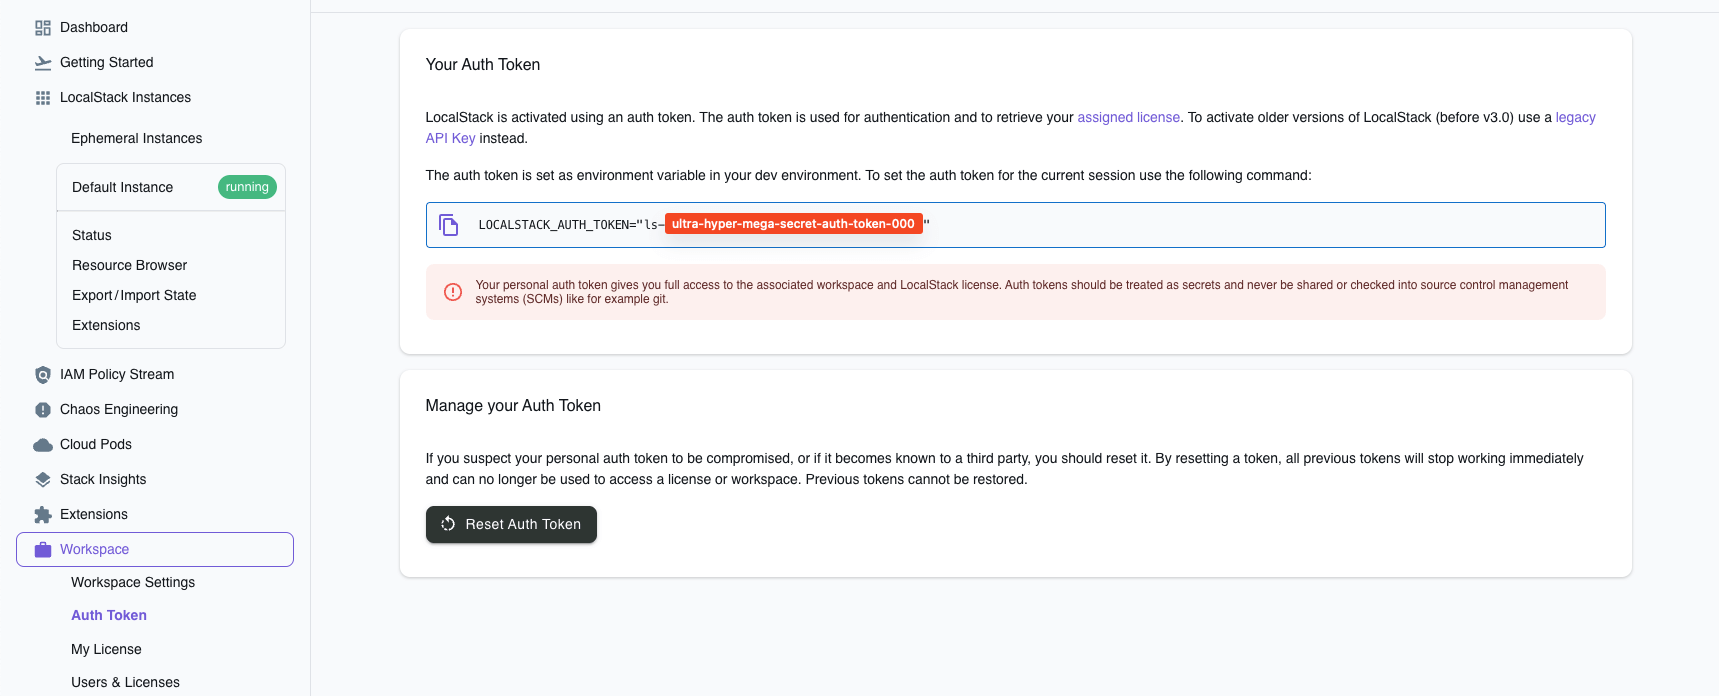 Dashboard
Getting Started
LocalStack Instances
Ephemeral Instances
Default Instance running
Status
Resource Browser
Export/Import State
Extensions
IAM Policy Stream
Chaos Engineering
Cloud Pods
Stack Insights
Extensions
Workspace
Workspace Settings
Auth Token
My License
Users & Licenses
Your Auth Token
LocalStack is activated using an auth token. The auth token is used for authentication and to retrieve your assigned license. To activate older versions of LocalStack (before v3.0) use a legacy
API Key instead.
The auth token is set as environment variable in your dev environment. To set the auth token for the current session use the following command:
LOCALSTACK_AUTH_TOKEN="ls-ultra-hyper-mega-secret-auth-token-000"
Your personal auth token gives you full access to the associated workspace and LocalStack license. Auth tokens should be treated as secrets and never be shared or checked into source control management
systems (SCMs) like for example git.
Manage your Auth Token
If you suspect your personal auth token to be compromised, or if it becomes known to a third party, you should reset it. By resetting a token, all previous tokens will stop working immediately
and can no longer be used to access a license or workspace. Previous tokens cannot be restored.
Reset Auth Token